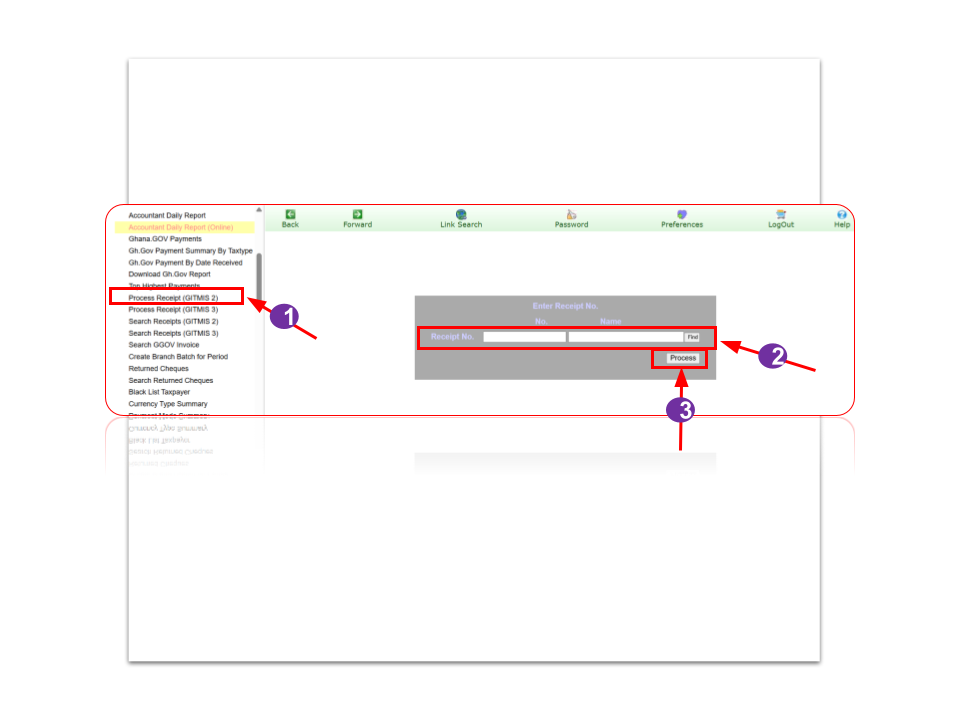 Accountant Daily Report
Accountant Daily Report (Online)
Ghana.GOV Payments
Gh.Gov Payment Summary By Taxtype
Gh.Gov Payment By Date Received
Download Gh.Gov Report
Top Highest Payments
Process Receipt (GITMIS 2)
Process Receipt (GITMIS 3)
Search Receipts (GITMIS 2)
Search Receipts (GITMIS 3)
Search GGOV Invoice
Create Branch Batch for Period
Returned Cheques
Search Returned Cheques
Black List Taxpayer
Currency Type Summary
Payment Mode Summary
Back Forward Link Search Password Preferences LogOut Help
Enter Receipt No.
No. Name
Receipt No. Find
Process
1
2
3